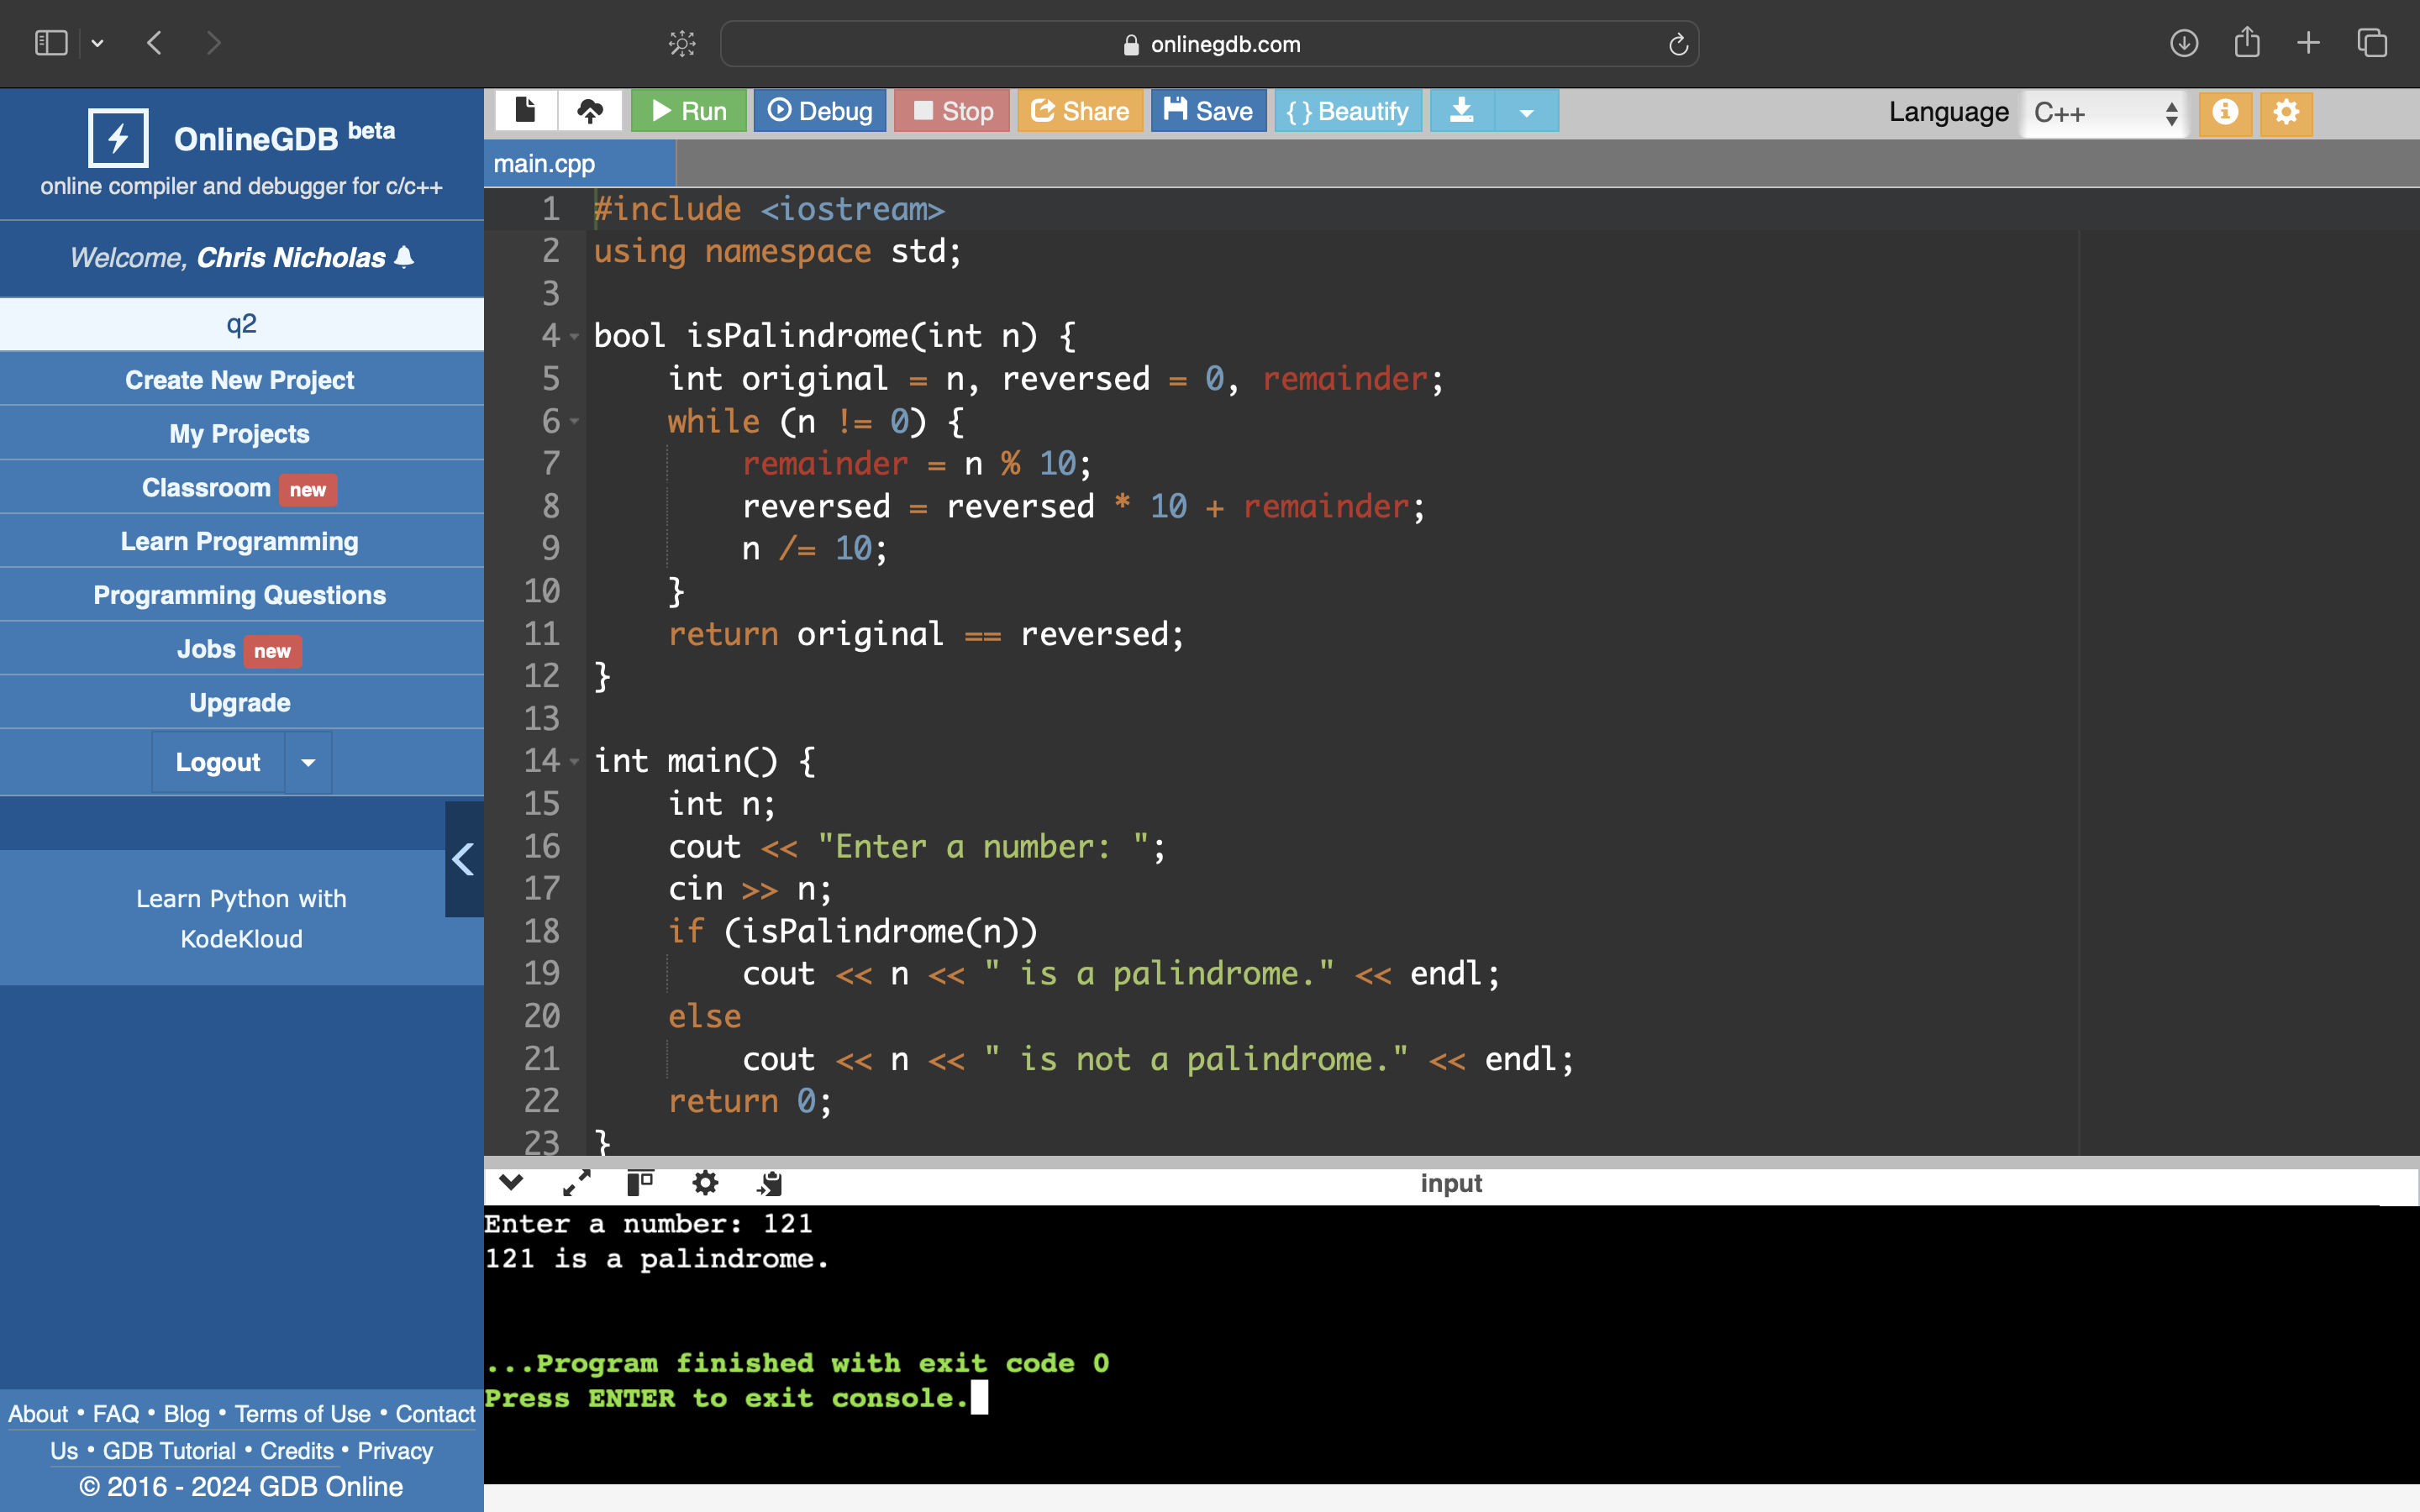 onlinegdb.com
OnlineGDB beta
online compiler and debugger for c/c++
Welcome, Chris Nicholas
q2
Create New Project
My Projects
Classroom new
Learn Programming
Programming Questions
Jobs new
Upgrade
Logout
Learn Python with
KodeKloud
About • FAQ • Blog • Terms of Use • Contact
Us • GDB Tutorial • Credits • Privacy
© 2016 - 2024 GDB Online
Run Debug Stop Share Save { } Beautify Language C++
main.cpp
1 #include <iostream>
2 using namespace std;
3
4 bool isPalindrome(int n) {
5     int original = n, reversed = 0, remainder;
6     while (n != 0) {
7         remainder = n % 10;
8         reversed = reversed * 10 + remainder;
9         n /= 10;
10     }
11     return original == reversed;
12 }
13
14 int main() {
15     int n;
16     cout << "Enter a number: ";
17     cin >> n;
18     if (isPalindrome(n))
19         cout << n << " is a palindrome." << endl;
20     else
21         cout << n << " is not a palindrome." << endl;
22     return 0;
23 }
input
Enter a number: 121
121 is a palindrome.
...Program finished with exit code 0
Press ENTER to exit console.